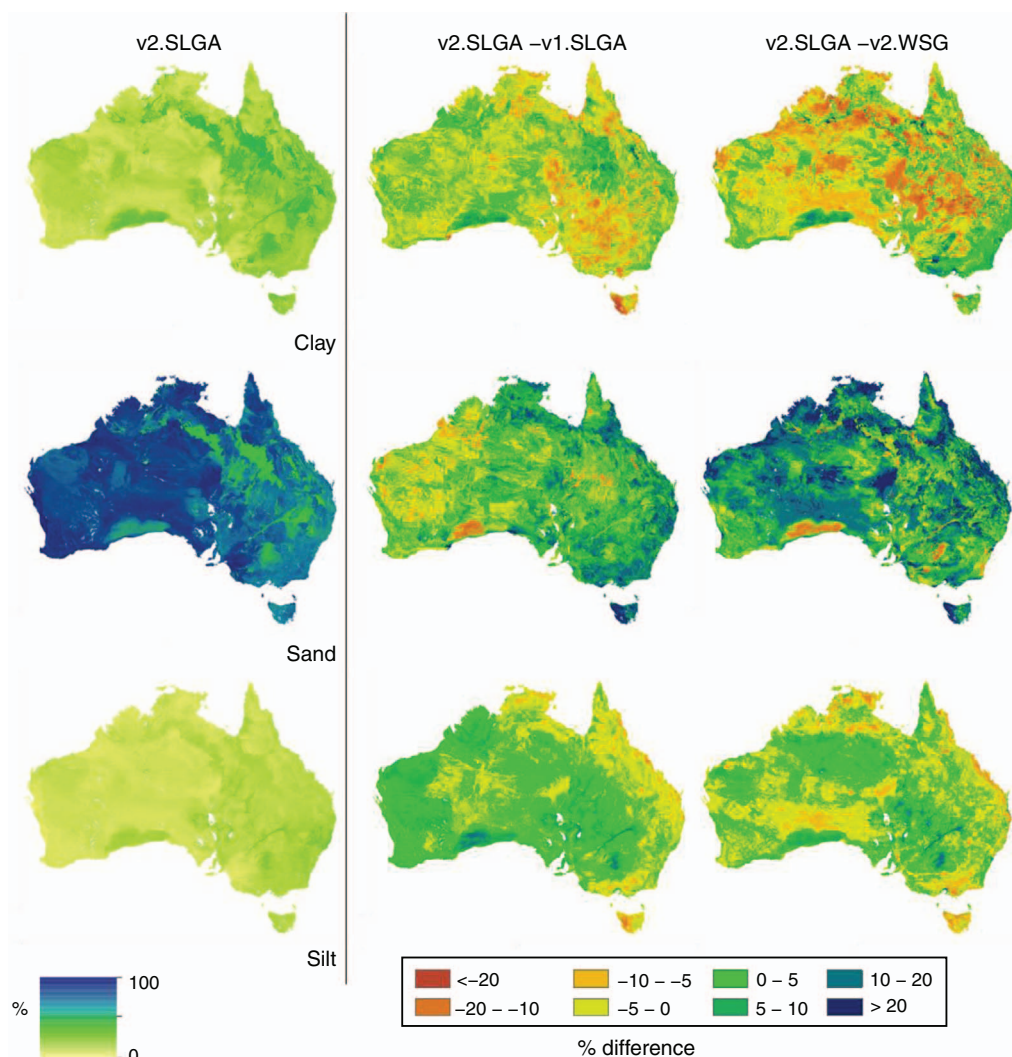 v2.SLGA
v2.SLGA –v1.SLGA
v2.SLGA –v2.WSG
Clay
Sand
Silt
%
100
0
<–20
–10 – –5
0 – 5
10 – 20
–20 – –10
–5 – 0
5 – 10
> 20
% difference